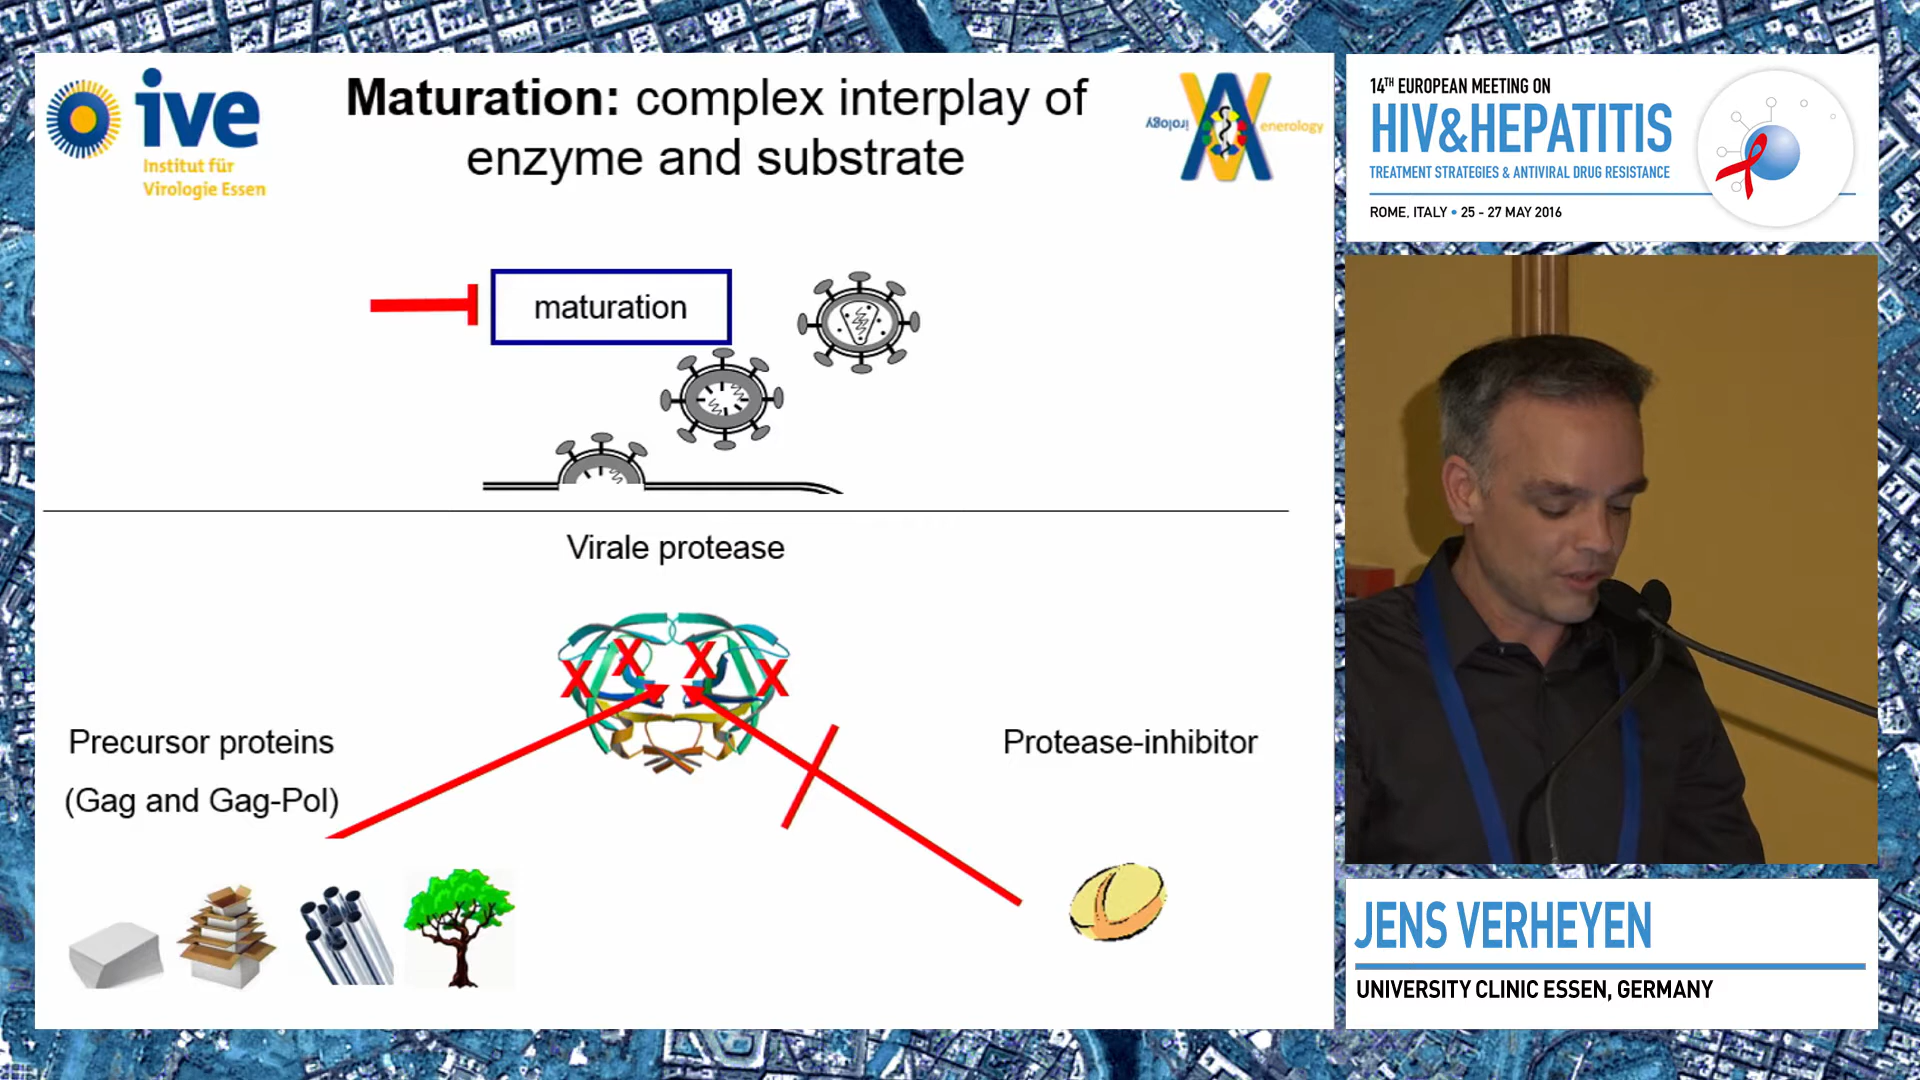 ive
Institut für
Virologie Essen
Maturation: complex interplay of
enzyme and substrate
irology
enerology
maturation
Virale protease
X X X X
Precursor proteins
(Gag and Gag-Pol)
Protease-inhibitor
14TH EUROPEAN MEETING ON
HIV&HEPATITIS
TREATMENT STRATEGIES & ANTIVIRAL DRUG RESISTANCE
ROME, ITALY • 25 - 27 MAY 2016
JENS VERHEYEN
UNIVERSITY CLINIC ESSEN, GERMANY